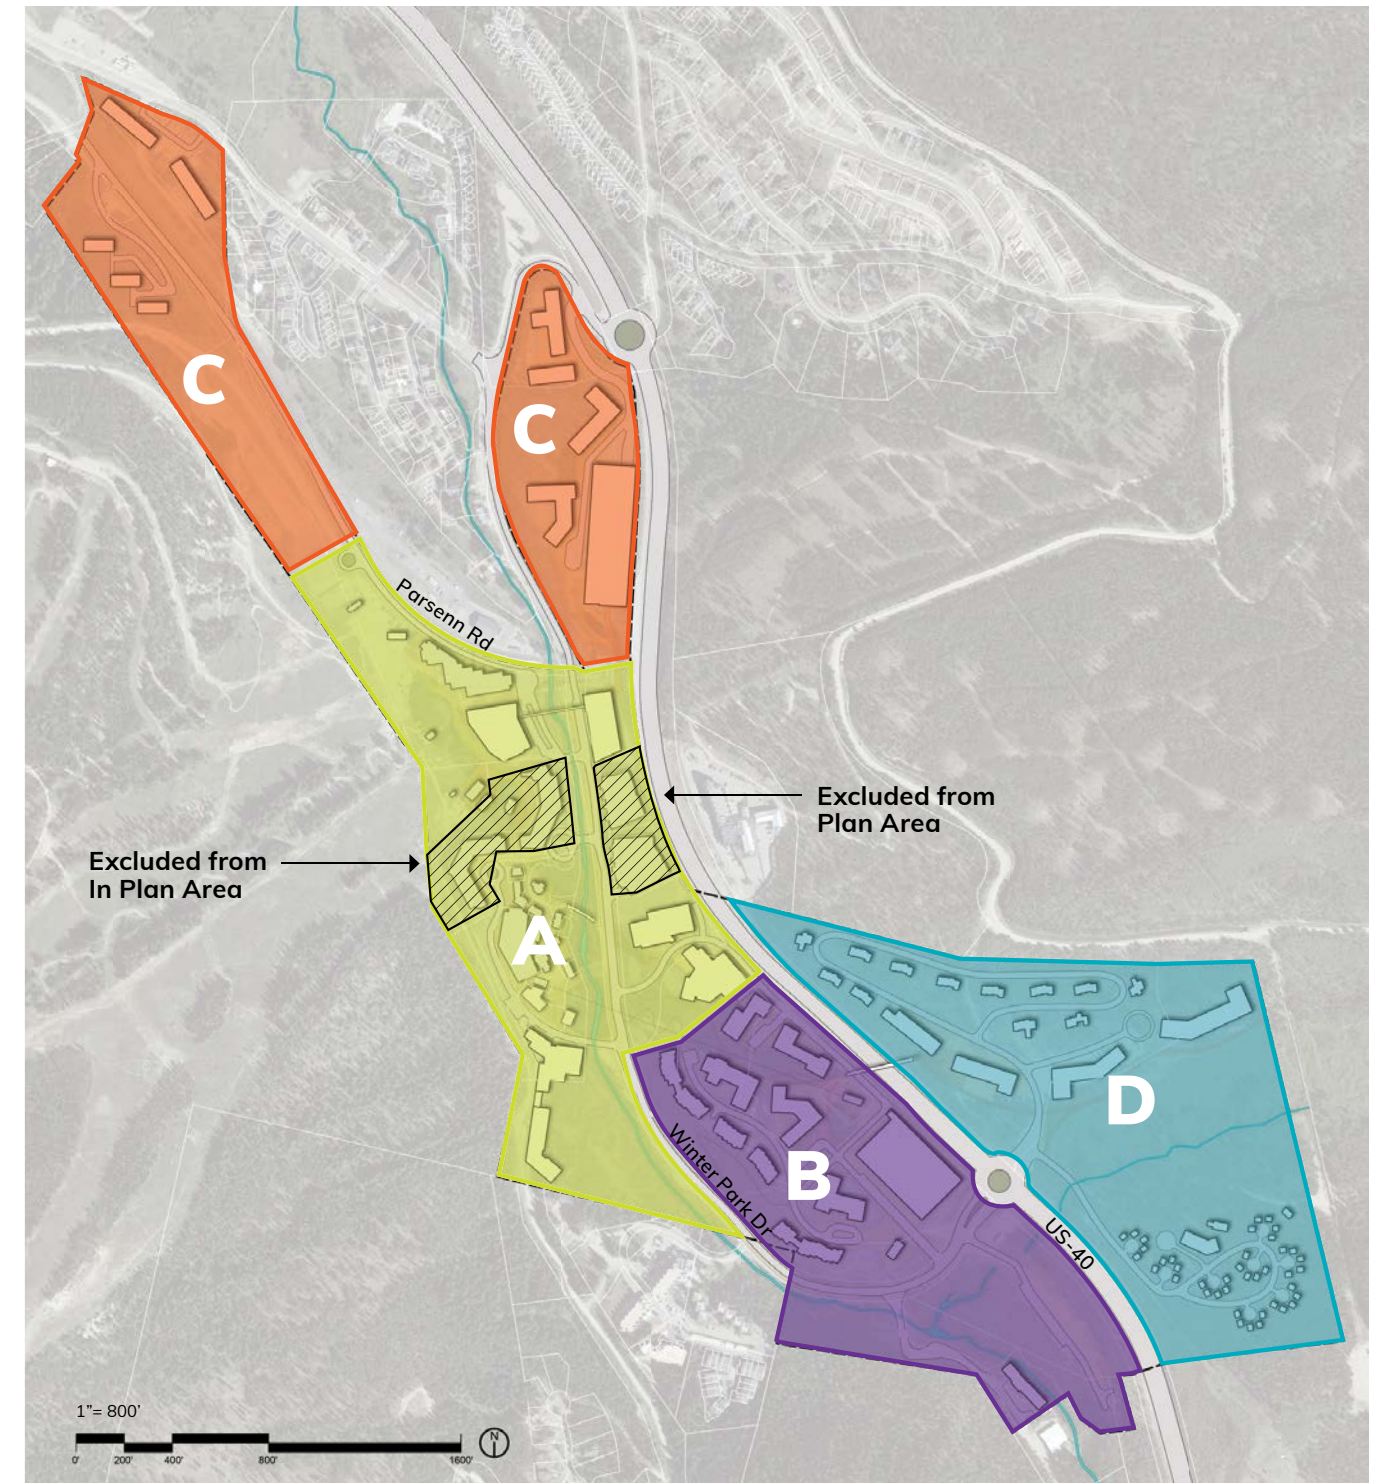 C
C
Parsenn Rd
Excluded from
Plan Area
Excluded from
In Plan Area
A
D
Winter Park Dr
B
US-40
1”= 800’
N
0’ 200’ 400’ 800’ 1600’